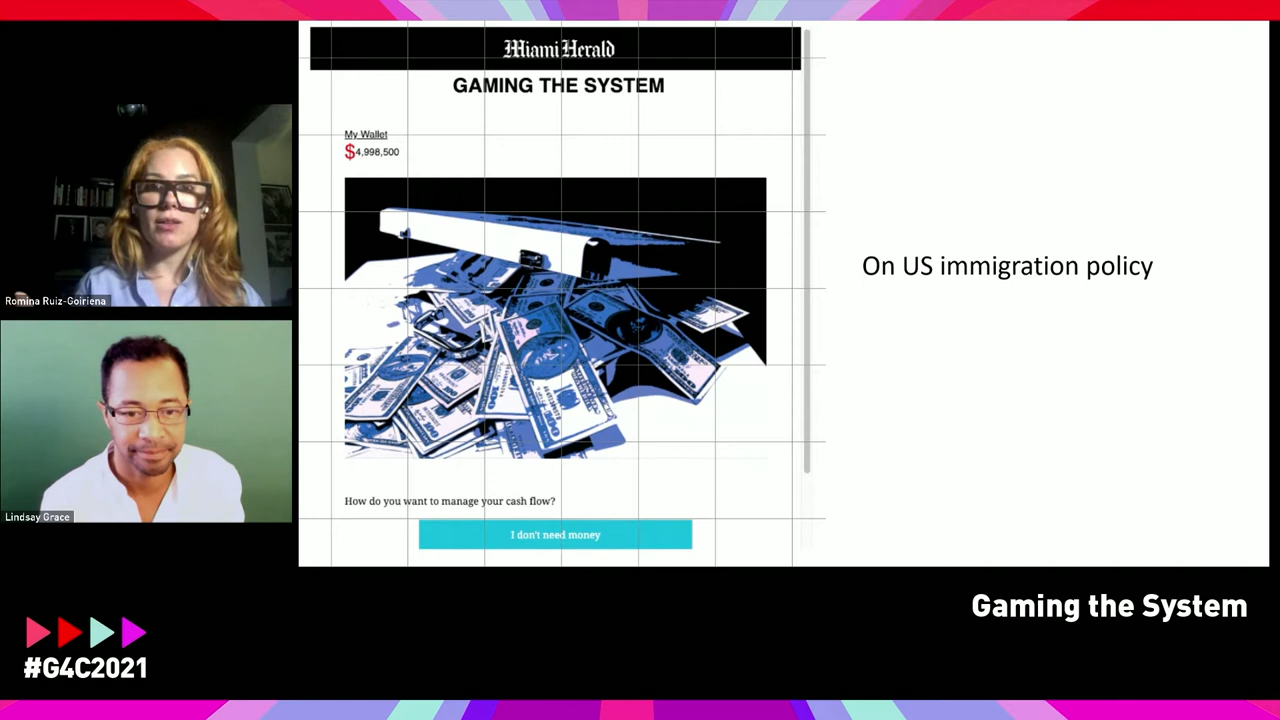 Miami Herald
GAMING THE SYSTEM
My Wallet
$4,998,500
How do you want to manage your cash flow?
I don't need money
On US immigration policy
Romina Ruiz-Goiriena
Lindsay Grace
Gaming the System
#G4C2021